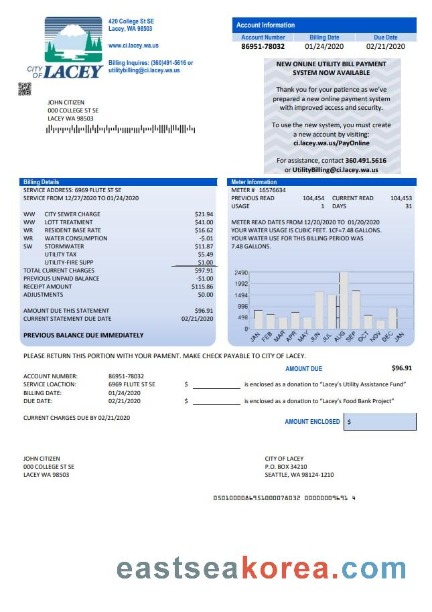 420 College St SE
Lacey, WA 98503
www.ci.lacey.wa.us
Billing Inquires: (360)491-5616 or
utilitybilling@ci.lacey.wa.us
CITY OF LACEY
Account Information
Account Number Billing Date Due Date
86951-78032 01/24/2020 02/21/2020
NEW ONLINE UTILITY BILL PAYMENT
SYSTEM NOW AVAILABLE
Thank you for your patience as we've
prepared a new online payment system
with improved access and security.
To use the new system, you must create
a new account by visiting:
ci.lacey.wa.us/PayOnline
For assistance, contact 360.491.5616
or UtilityBilling@ci.lacey.wa.us
JOHN CITIZEN
000 COLLEGE ST SE
LACEY WA 98503
Billing Details
SERVICE ADDRESS: 6969 FLUTE ST SE
SERVICE FROM 12/27/2020 TO 01/24/2020
WW CITY SEWER CHARGE $21.94
WW LOTT TREATMENT $41.00
WR RESIDENT BASE RATE $16.62
WR WATER CONSUMPTION -$.01
SW STORMWATER $11.87
UTILITY TAX $5.49
UTILITY-FIRE SUPP $1.00
TOTAL CURRENT CHARGES $97.91
PREVIOUS UNPAID BALANCE -$1.00
RECEIPT AMOUNT $115.86
ADJUSTMENTS $0.00
AMOUNT DUE THIS STATEMENT $96.91
CURRENT STATEMENT DUE DATE 02/21/2020
PREVIOUS BALANCE DUE IMMEDIATELY
Meter Information
METER # 16576634
PREVIOUS READ 104,454 CURRENT READ 104,453
USAGE 1 DAYS 31
METER READ DATES FROM 12/20/2020 TO 01/20/2020
YOUR WATER USAGE IS CUBIC FEET. 1CF=7.48 GALLONS.
YOUR WATER USE FOR THIS BILLING PERIOD WAS
7.48 GALLONS.
2490
1992
1494
996
498
0
JAN FEB MAR APR MAY JUN JUL AUG SEP OCT NOV DEC JAN
PLEASE RETURN THIS PORTION WITH YOUR PAMENT. MAKE CHECK PAYABLE TO CITY OF LACEY.
AMOUNT DUE $96.91
ACCOUNT NUMBER: 86951-78032
SERVICE LOACTION: 6969 FLUTE ST SE
BILLING DATE: 01/24/2020
DUE DATE: 02/21/2020
$ is enclosed as a donation to "Lacey's Utility Assistance Fund"
$ is enclosed as a donation to "Lacey's Food Bank Project"
CURRENT CHARGES DUE BY 02/21/2020
AMOUNT ENCLOSED $
JOHN CITIZEN
000 COLLEGE ST SE
LACEY WA 98503
CITY OF LACEY
P.O. BOX 34210
SEATTLE, WA 98124-1210
eastseakorea.com